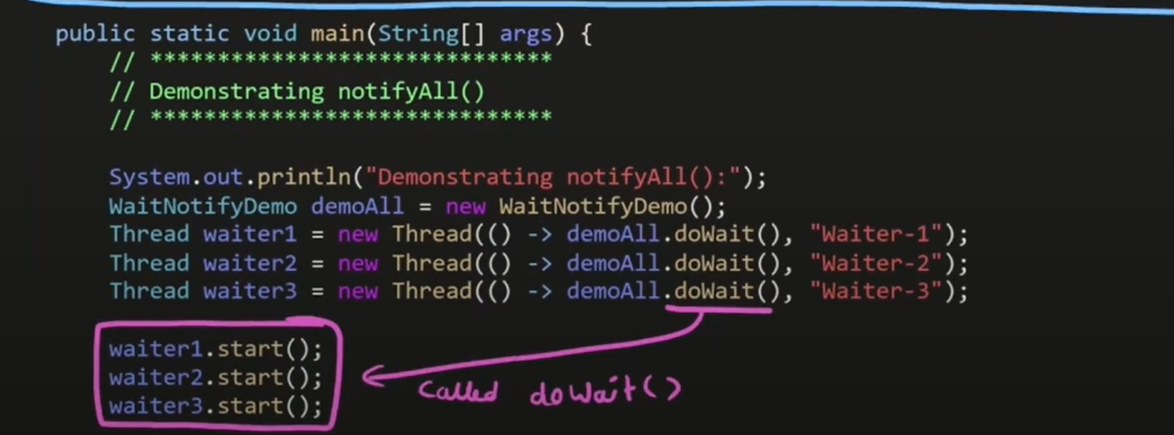 public static void main(String[] args) {
// ******************************
// Demonstrating notifyAll()
// ******************************
System.out.println("Demonstrating notifyAll():");
WaitNotifyDemo demoAll = new WaitNotifyDemo();
Thread waiter1 = new Thread(() -> demoAll.doWait(), "Waiter-1");
Thread waiter2 = new Thread(() -> demoAll.doWait(), "Waiter-2");
Thread waiter3 = new Thread(() -> demoAll.doWait(), "Waiter-3");
waiter1.start();
waiter2.start();
waiter3.start();
called doWait()